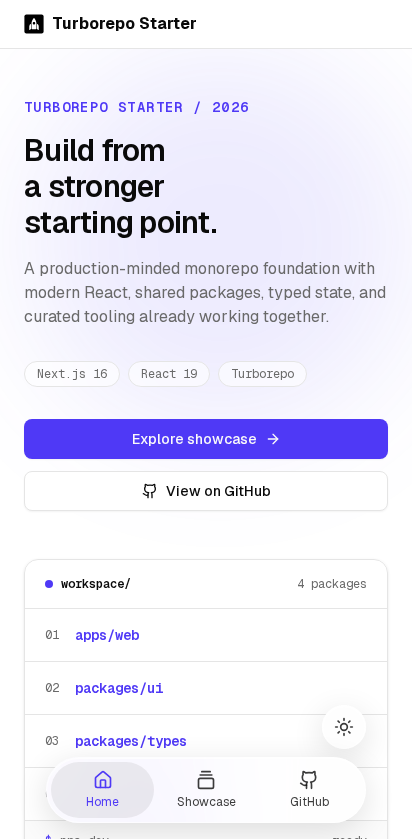 Turborepo Starter
TURBOREPO STARTER / 2026
Build from
a stronger
starting point.
A production-minded monorepo foundation with
modern React, shared packages, typed state, and
curated tooling already working together.
Next.js 16 React 19 Turborepo
Explore showcase
View on GitHub
workspace/ 4 packages
01 apps/web
02 packages/ui
03 packages/types
Home Showcase GitHub